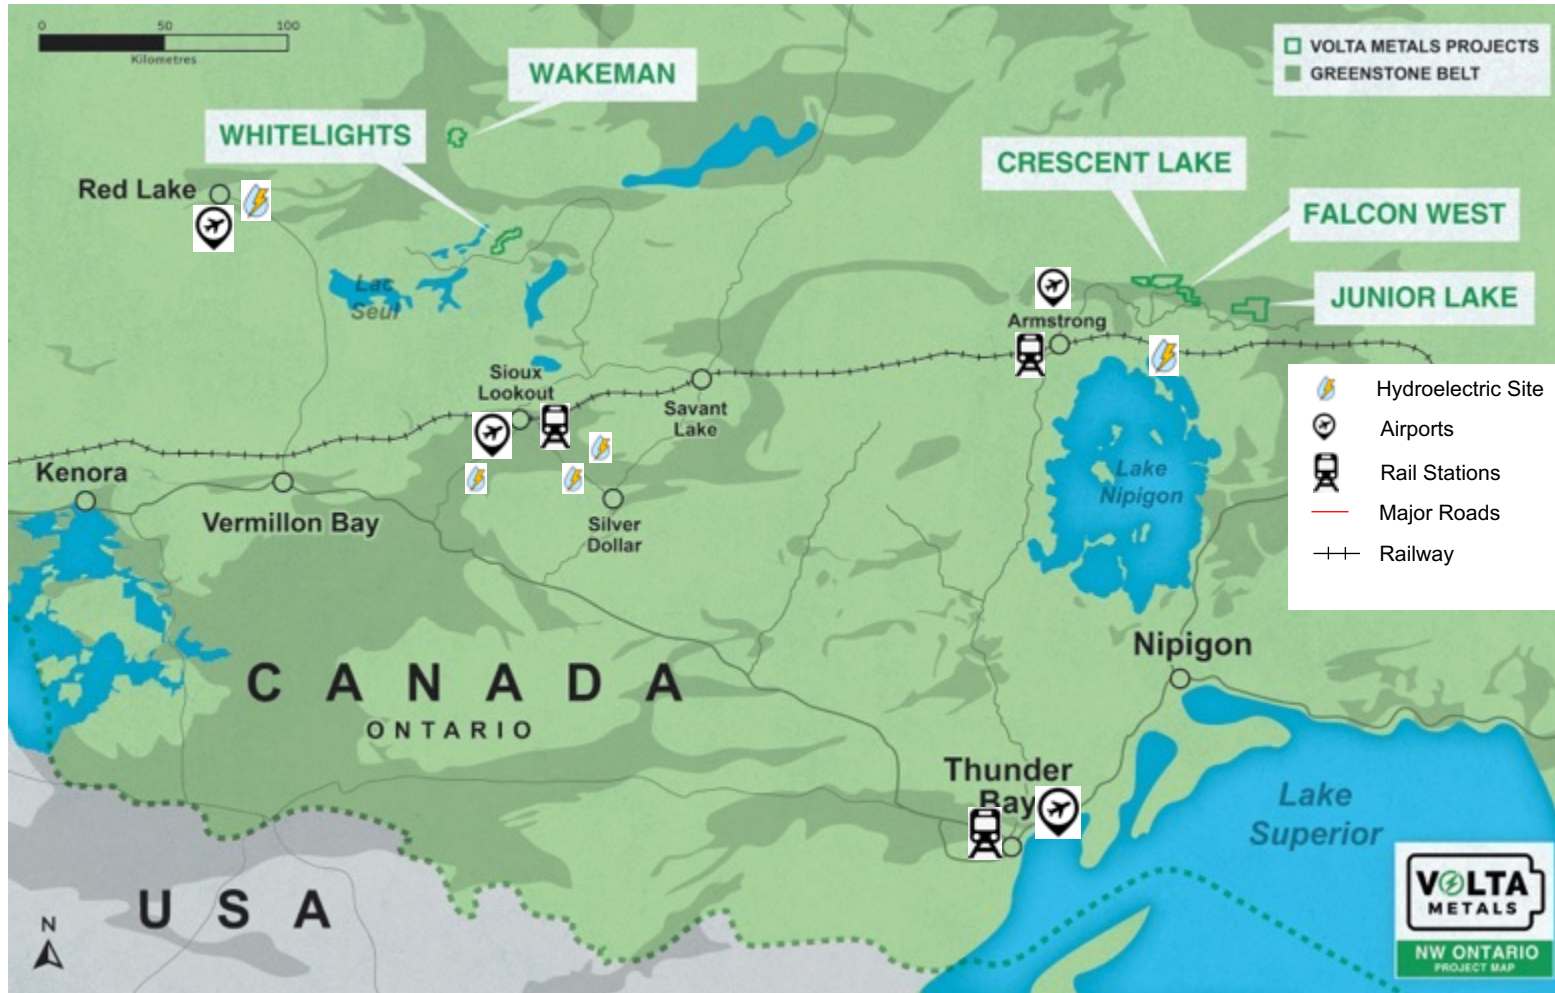 0 50 100
Kilometres
VOLTA METALS PROJECTS
GREENSTONE BELT
WAKEMAN
WHITELIGHTS
CRESCENT LAKE
Red Lake
FALCON WEST
Lac
Seul
JUNIOR LAKE
Armstrong
Sioux
Lookout
Savant
Lake
Hydroelectric Site
Airports
Rail Stations
Major Roads
Railway
Kenora
Lake
Nipigon
Vermillon Bay
Silver
Dollar
Nipigon
CANADA
ONTARIO
Thunder
Bay
Lake
Superior
USA
N
VOLTA
METALS
NW ONTARIO
PROJECT MAP